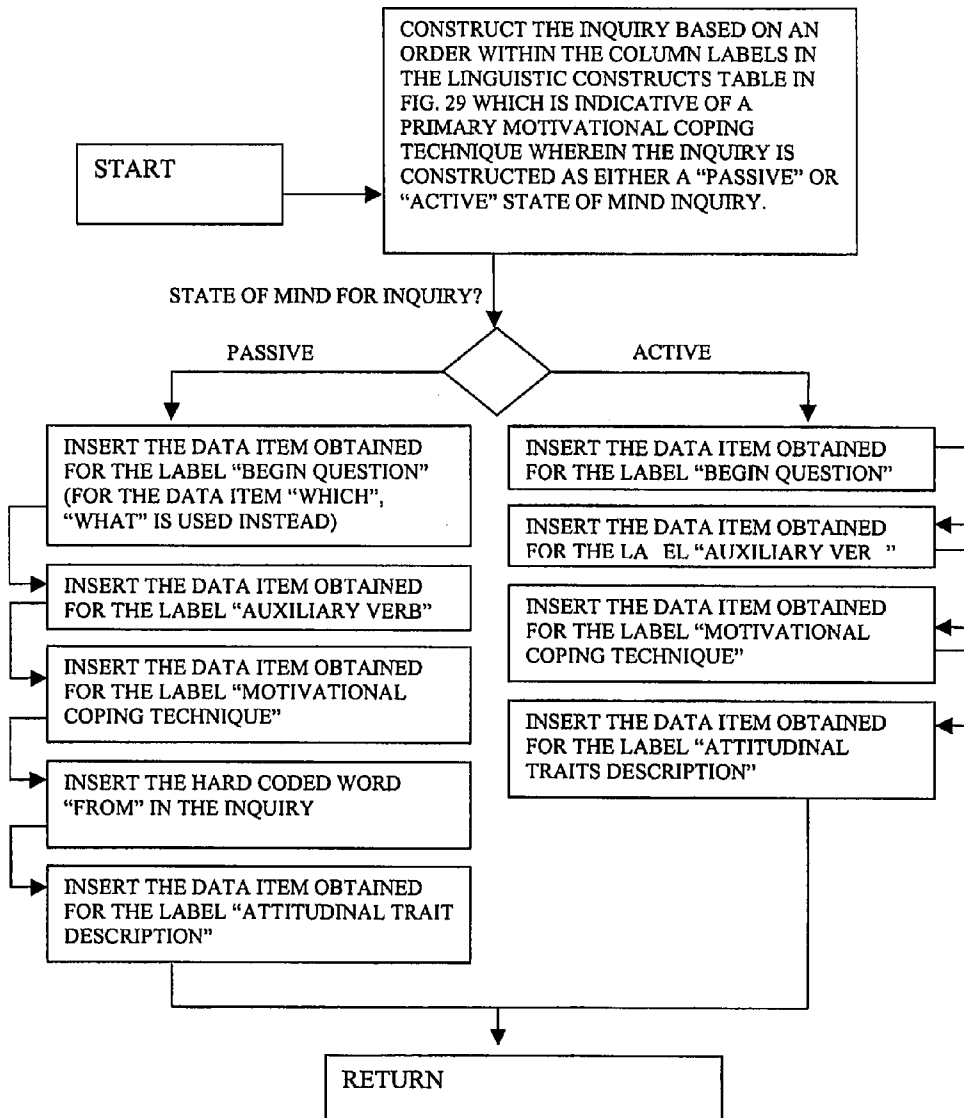 CONSTRUCT THE INQUIRY BASED ON AN
ORDER WITHIN THE COLUMN LABELS IN
THE LINGUISTIC CONSTRUCTS TABLE IN
FIG. 29 WHICH IS INDICATIVE OF A
PRIMARY MOTIVATIONAL COPING
TECHNIQUE WHEREIN THE INQUIRY IS
CONSTRUCTED AS EITHER A “PASSIVE” OR
“ACTIVE” STATE OF MIND INQUIRY.
START
STATE OF MIND FOR INQUIRY?
PASSIVE
ACTIVE
INSERT THE DATA ITEM OBTAINED
FOR THE LABEL “BEGIN QUESTION”
(FOR THE DATA ITEM “WHICH”,
“WHAT” IS USED INSTEAD)
INSERT THE DATA ITEM OBTAINED
FOR THE LABEL “AUXILIARY VERB”
INSERT THE DATA ITEM OBTAINED
FOR THE LABEL “MOTIVATIONAL
COPING TECHNIQUE”
INSERT THE HARD CODED WORD
“FROM” IN THE INQUIRY
INSERT THE DATA ITEM OBTAINED
FOR THE LABEL “ATTITUDINAL TRAIT
DESCRIPTION”
INSERT THE DATA ITEM OBTAINED
FOR THE LABEL “BEGIN QUESTION”
INSERT THE DATA ITEM OBTAINED
FOR THE LA EL “AUXILIARY VER ”
INSERT THE DATA ITEM OBTAINED
FOR THE LABEL “MOTIVATIONAL
COPING TECHNIQUE”
INSERT THE DATA ITEM OBTAINED
FOR THE LABEL “ATTITUDINAL
TRAITS DESCRIPTION”
RETURN